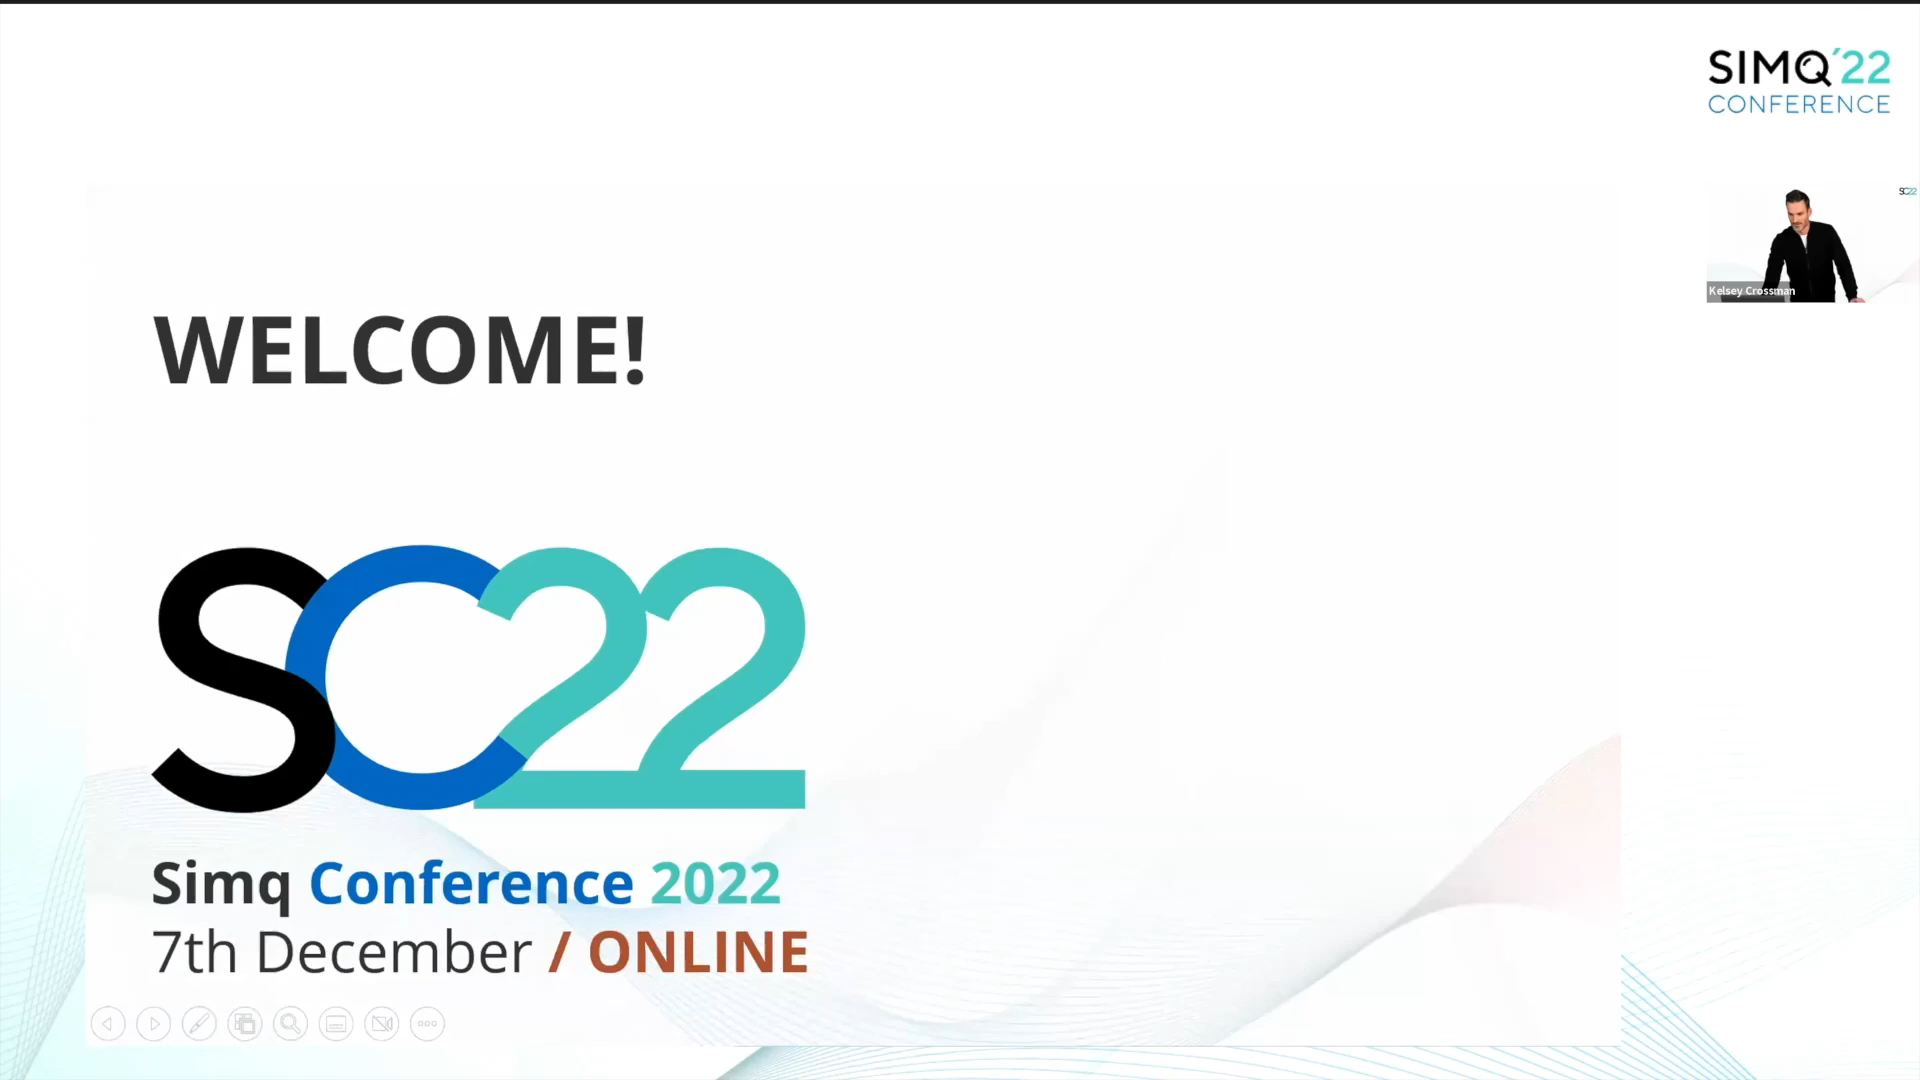 SIMQ'22
CONFERENCE
SC22
Kelsey Crossman
WELCOME!
SC22
Simq Conference 2022
7th December / ONLINE